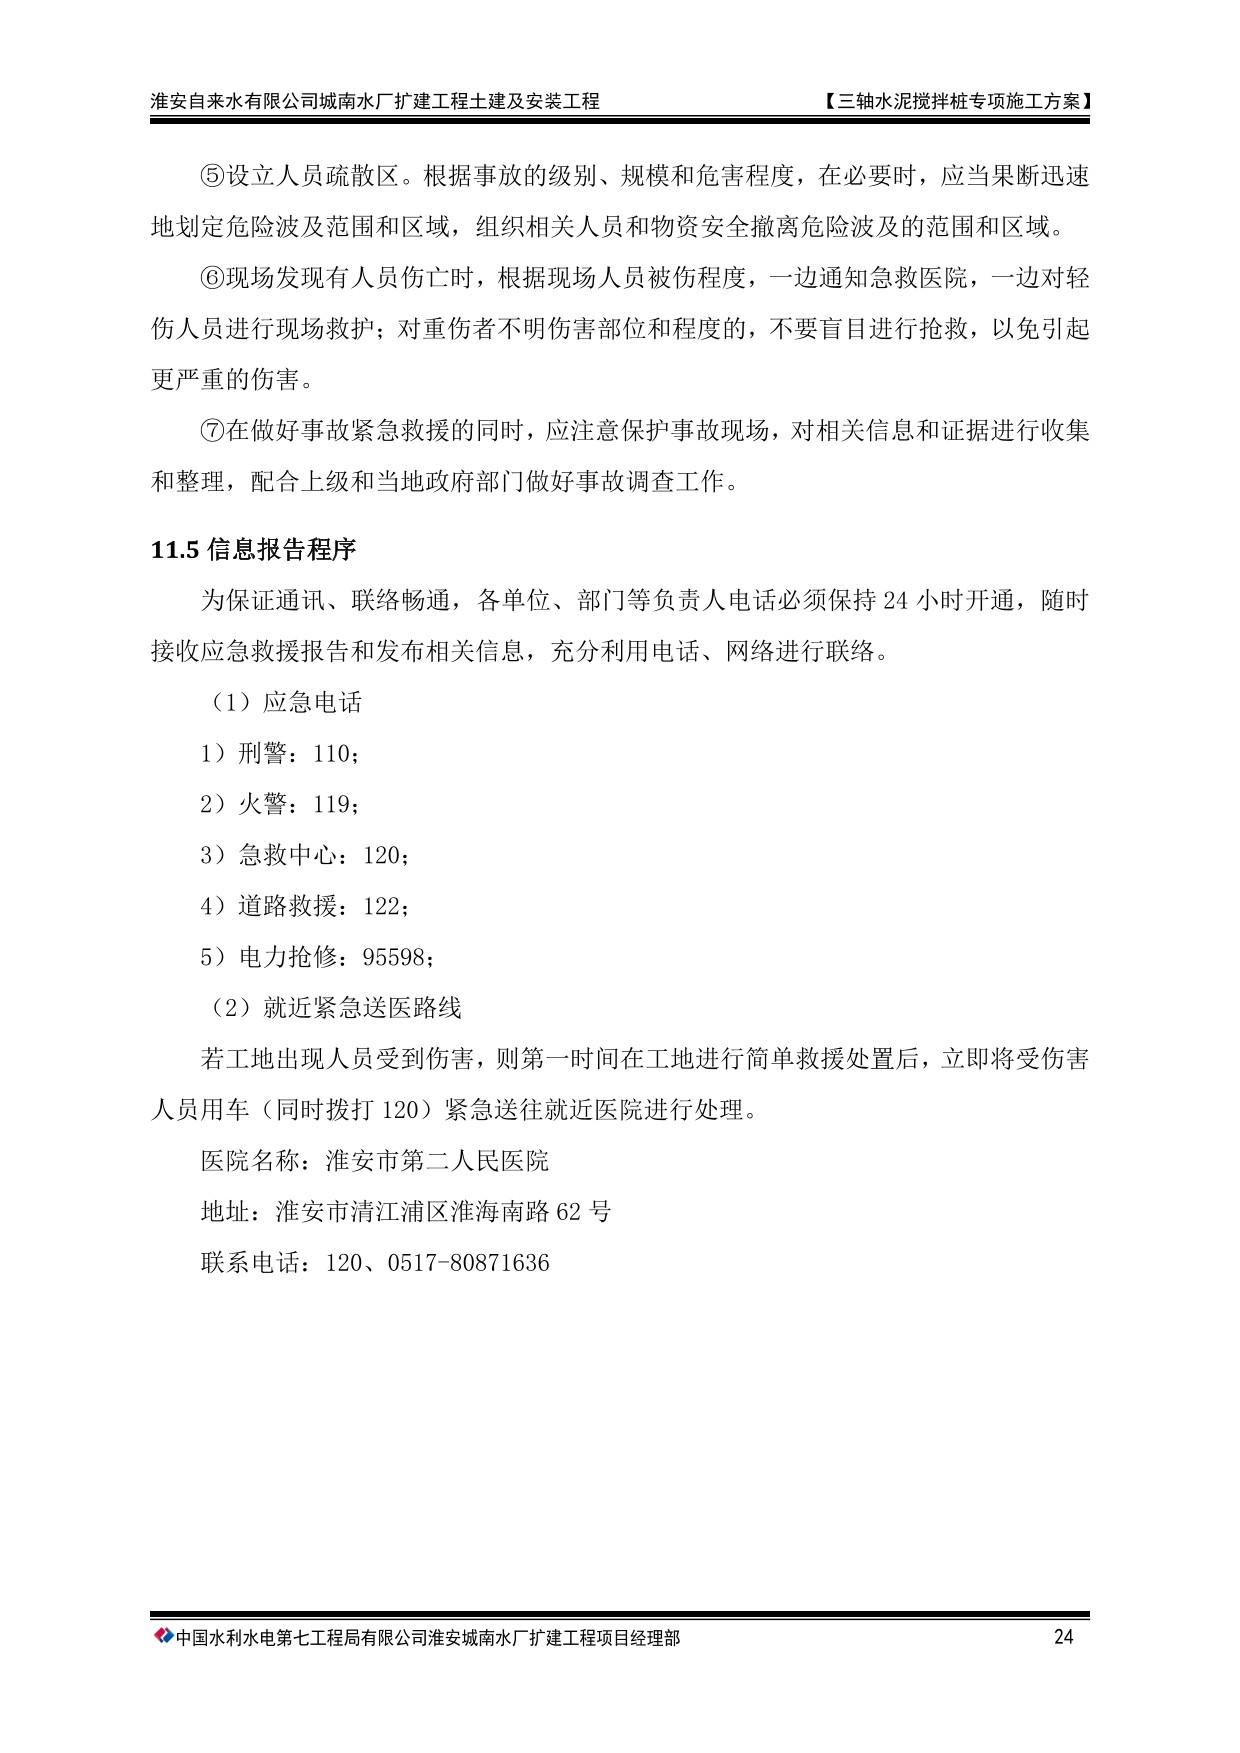 淮安自来水有限公司城南水厂扩建工程土建及安装工程 【三轴水泥搅拌桩专项施工方案】
⑤设立人员疏散区。根据事放的级别、规模和危害程度，在必要时，应当果断迅速
地划定危险波及范围和区域，组织相关人员和物资安全撤离危险波及的范围和区域。
⑥现场发现有人员伤亡时，根据现场人员被伤程度，一边通知急救医院，一边对轻
伤人员进行现场救护；对重伤者不明伤害部位和程度的，不要盲目进行抢救，以免引起
更严重的伤害。
⑦在做好事故紧急救援的同时，应注意保护事故现场，对相关信息和证据进行收集
和整理，配合上级和当地政府部门做好事故调查工作。
11.5 信息报告程序
为保证通讯、联络畅通，各单位、部门等负责人电话必须保持 24 小时开通，随时
接收应急救援报告和发布相关信息，充分利用电话、网络进行联络。
（1）应急电话
1）刑警：110；
2）火警：119；
3）急救中心：120；
4）道路救援：122；
5）电力抢修：95598；
（2）就近紧急送医路线
若工地出现人员受到伤害，则第一时间在工地进行简单救援处置后，立即将受伤害
人员用车（同时拨打 120）紧急送往就近医院进行处理。
医院名称：淮安市第二人民医院
地址：淮安市清江浦区淮海南路 62 号
联系电话：120、0517-80871636
中国水利水电第七工程局有限公司淮安城南水厂扩建工程项目经理部 24